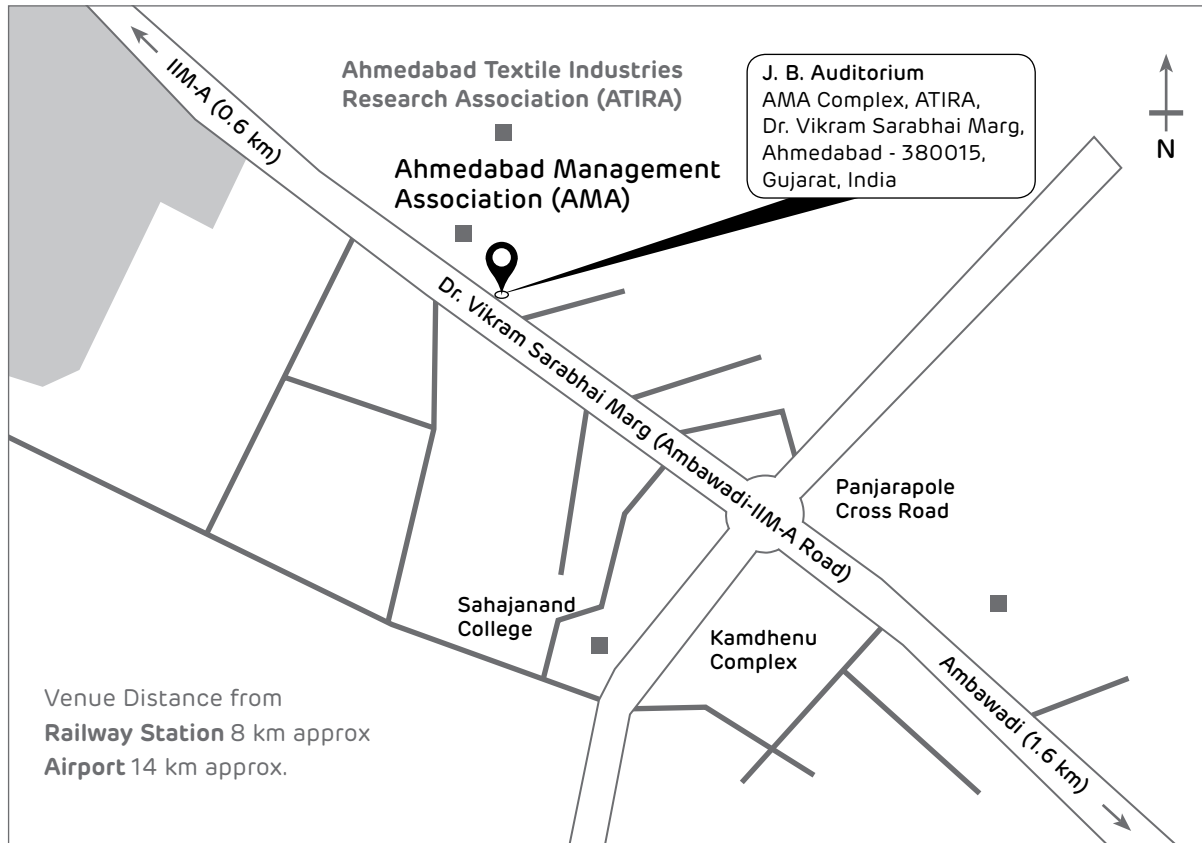 IIM-A (0.6 km)
Ahmedabad Textile Industries
Research Association (ATIRA)
Ahmedabad Management
Association (AMA)
J. B. Auditorium
AMA Complex, ATIRA,
Dr. Vikram Sarabhai Marg,
Ahmedabad - 380015,
Gujarat, India
N
Dr. Vikram Sarabhai Marg (Ambawadi-IIM-A Road)
Panjarapole
Cross Road
Sahajanand
College
Kamdhenu
Complex
Ambawadi (1.6 km)
Venue Distance from
Railway Station 8 km approx
Airport 14 km approx.